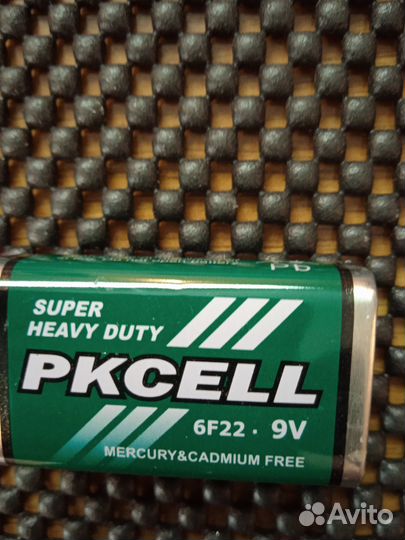 Pb
SUPER
HEAVY DUTY
PKCELL
6F22 · 9V
MERCURY&CADMIUM FREE
Avito